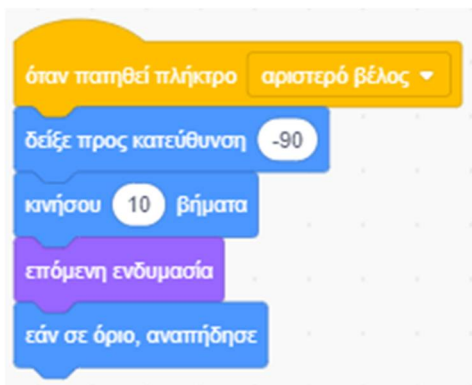 όταν πατηθεί πλήκτρο αριστερό βέλος
δείξε προς κατεύθυνση -90
κινήσου 10 βήματα
επόμενη ενδυμασία
εάν σε όριο, αναπήδησε